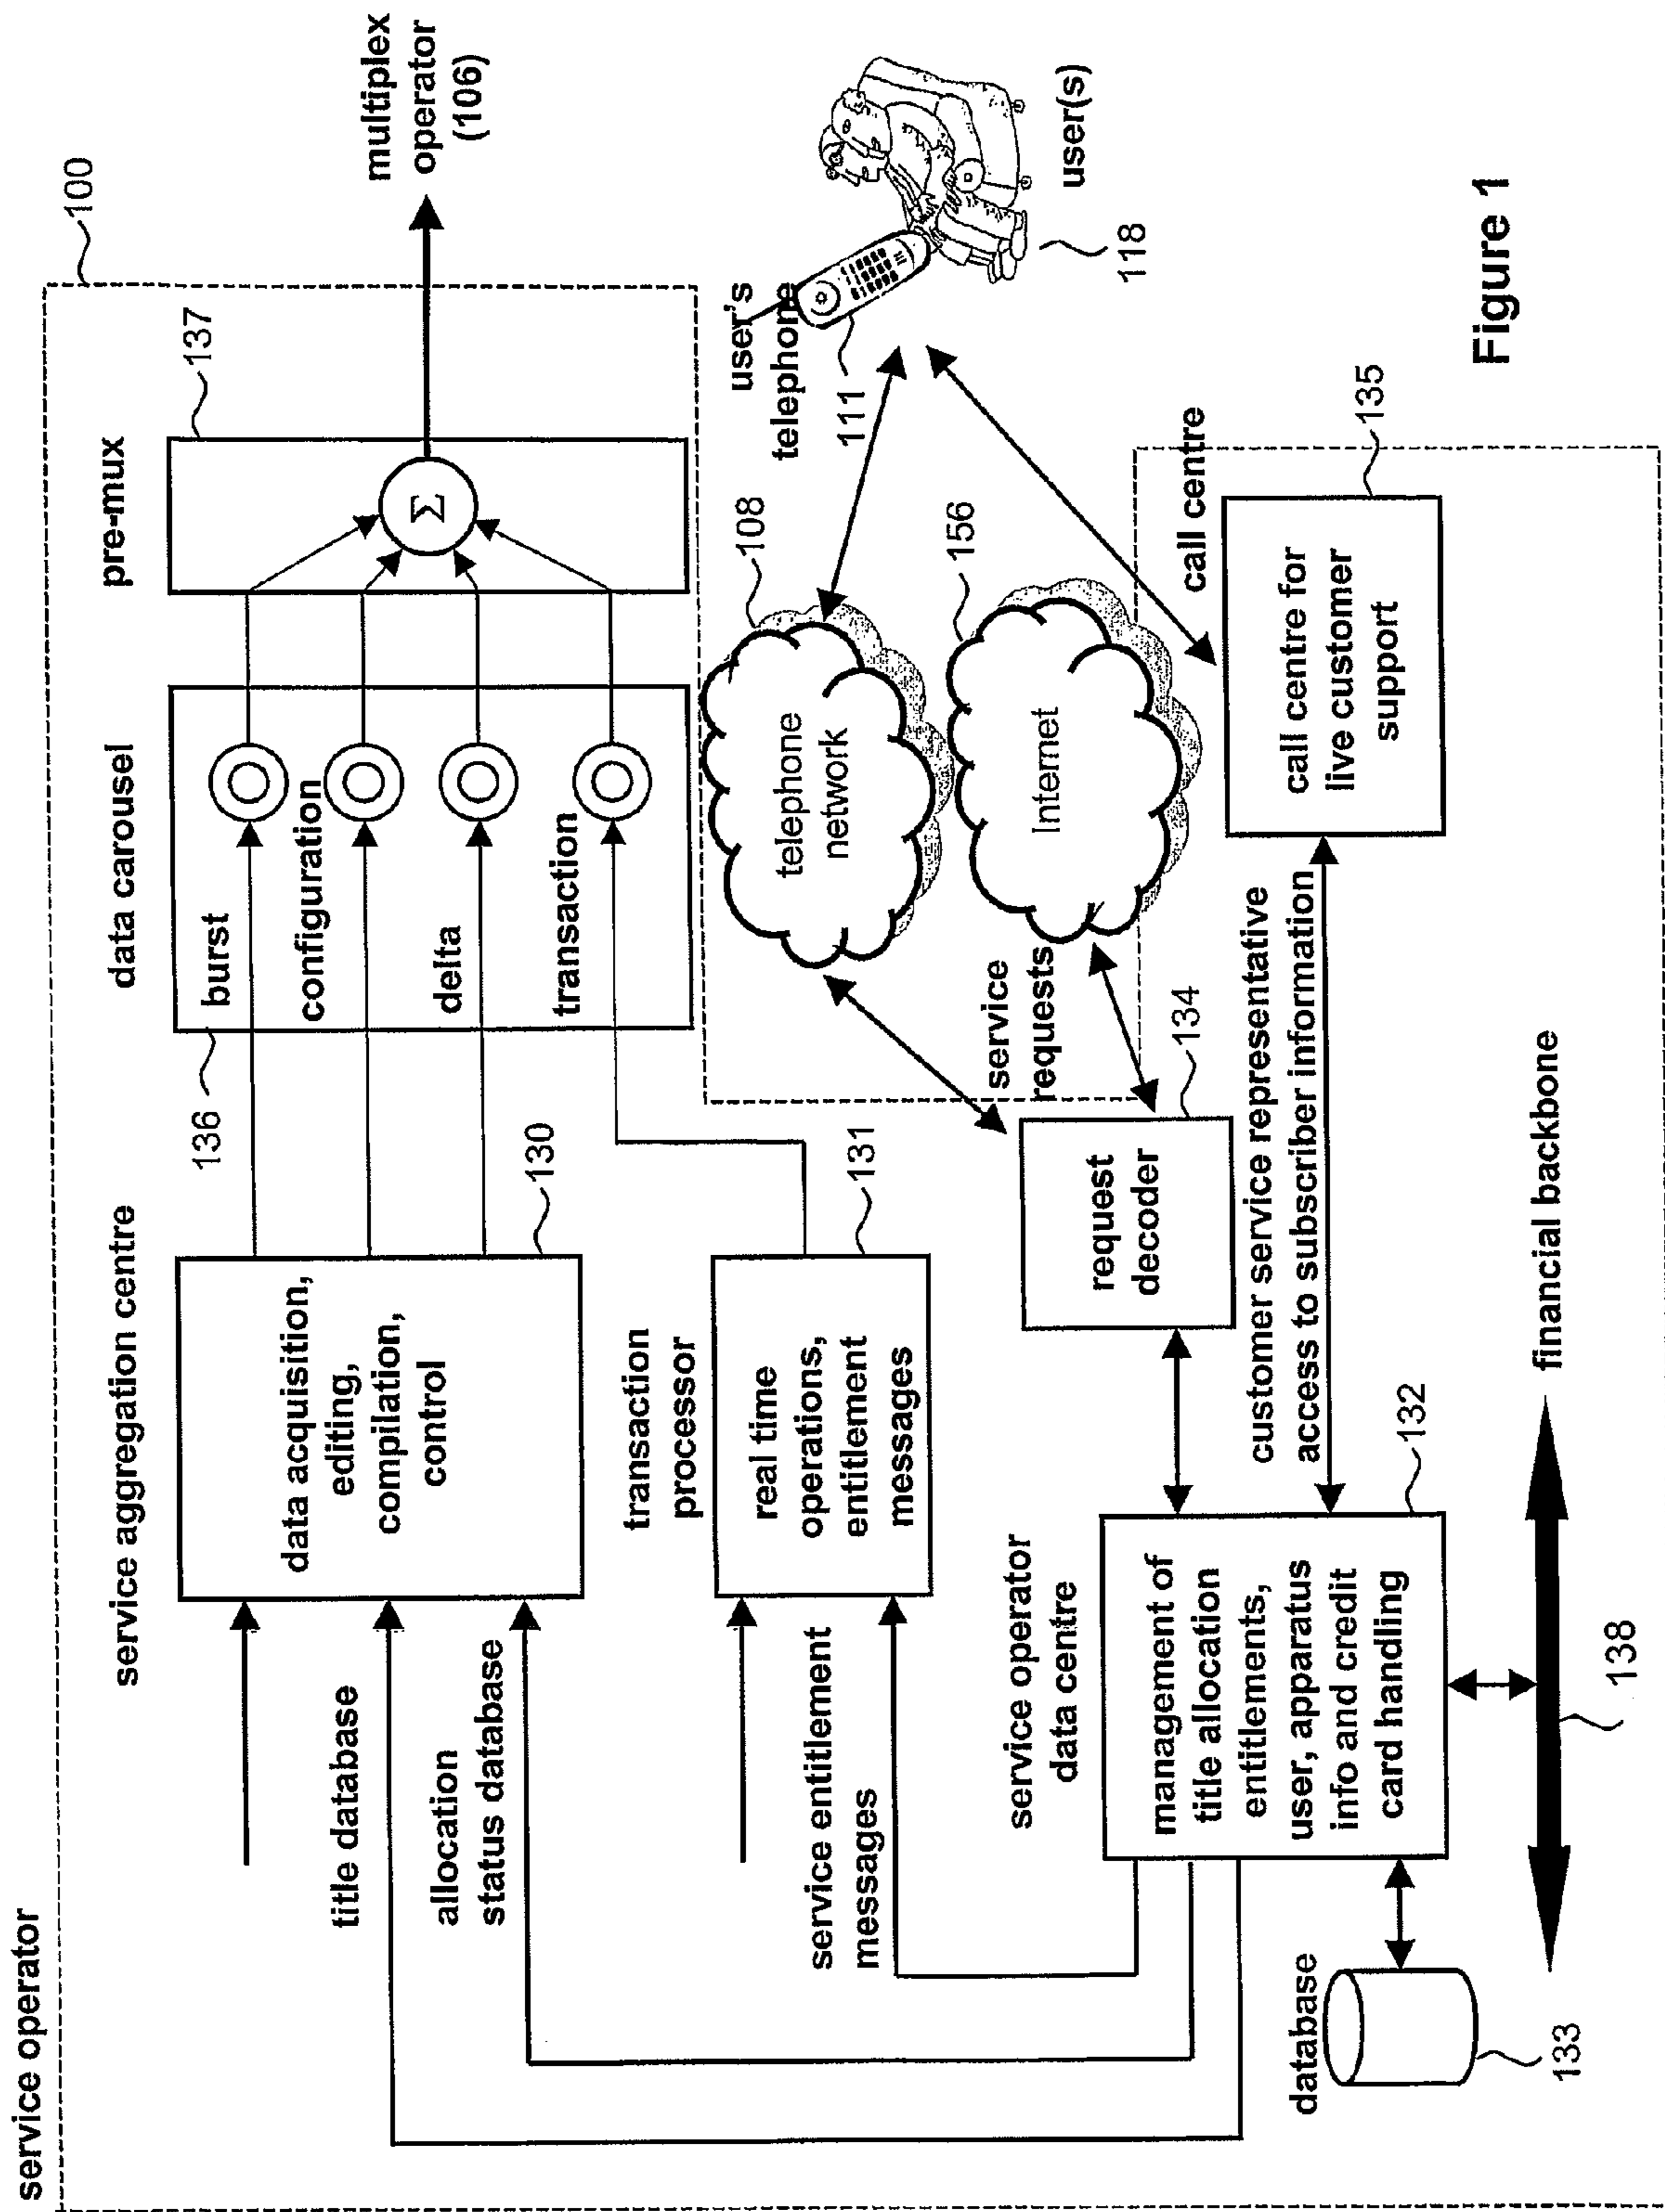 service operator
100
service aggregation centre
data carousel
pre-mux
136
137
130
data acquisition,
editing,
compilation,
control
burst
configuration
delta
transaction
Σ
multiplex
operator
(106)
title database
allocation
status database
transaction
processor
131
real time
operations,
entitlement
messages
service entitlement
messages
telephone
network
108
user's
telephone
111
118
user(s)
Internet
156
service
requests
134
request
decoder
service operator
data centre
132
management of
title allocation
entitlements,
user, apparatus
info and credit
card handling
customer service representative
access to subscriber information
call centre
135
call centre for
live customer
support
database
133
138
financial backbone
Figure 1